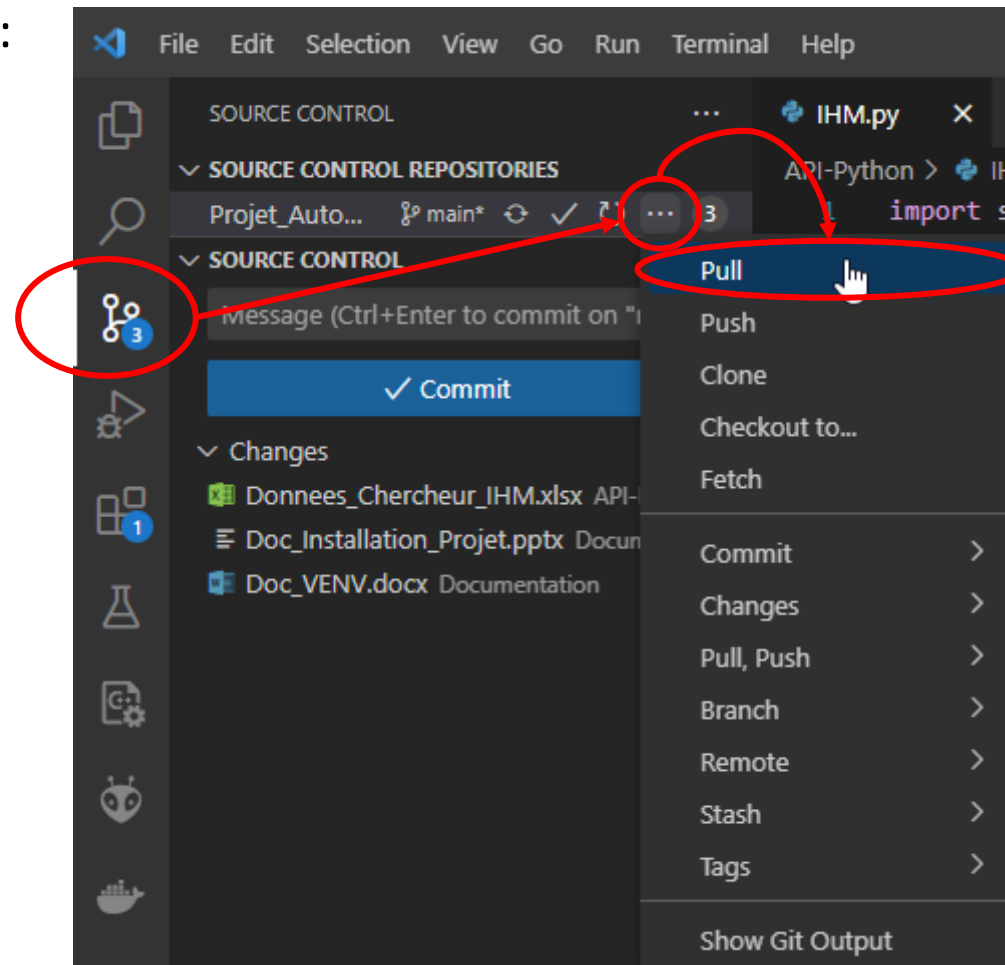 :
File Edit Selection View Go Run Terminal Help
SOURCE CONTROL ...
IHM.py
SOURCE CONTROL REPOSITORIES
API-Python > IH
Projet_Auto... main* ... 3
1 import s
SOURCE CONTROL
3
Message (Ctrl+Enter to commit on "
Commit
Changes
Donnees_Chercheur_IHM.xlsx API-
Doc_Installation_Projet.pptx Docum
Doc_VENV.docx Documentation
1
Pull
Push
Clone
Checkout to...
Fetch
Commit >
Changes >
Pull, Push >
Branch >
Remote >
Stash >
Tags >
Show Git Output